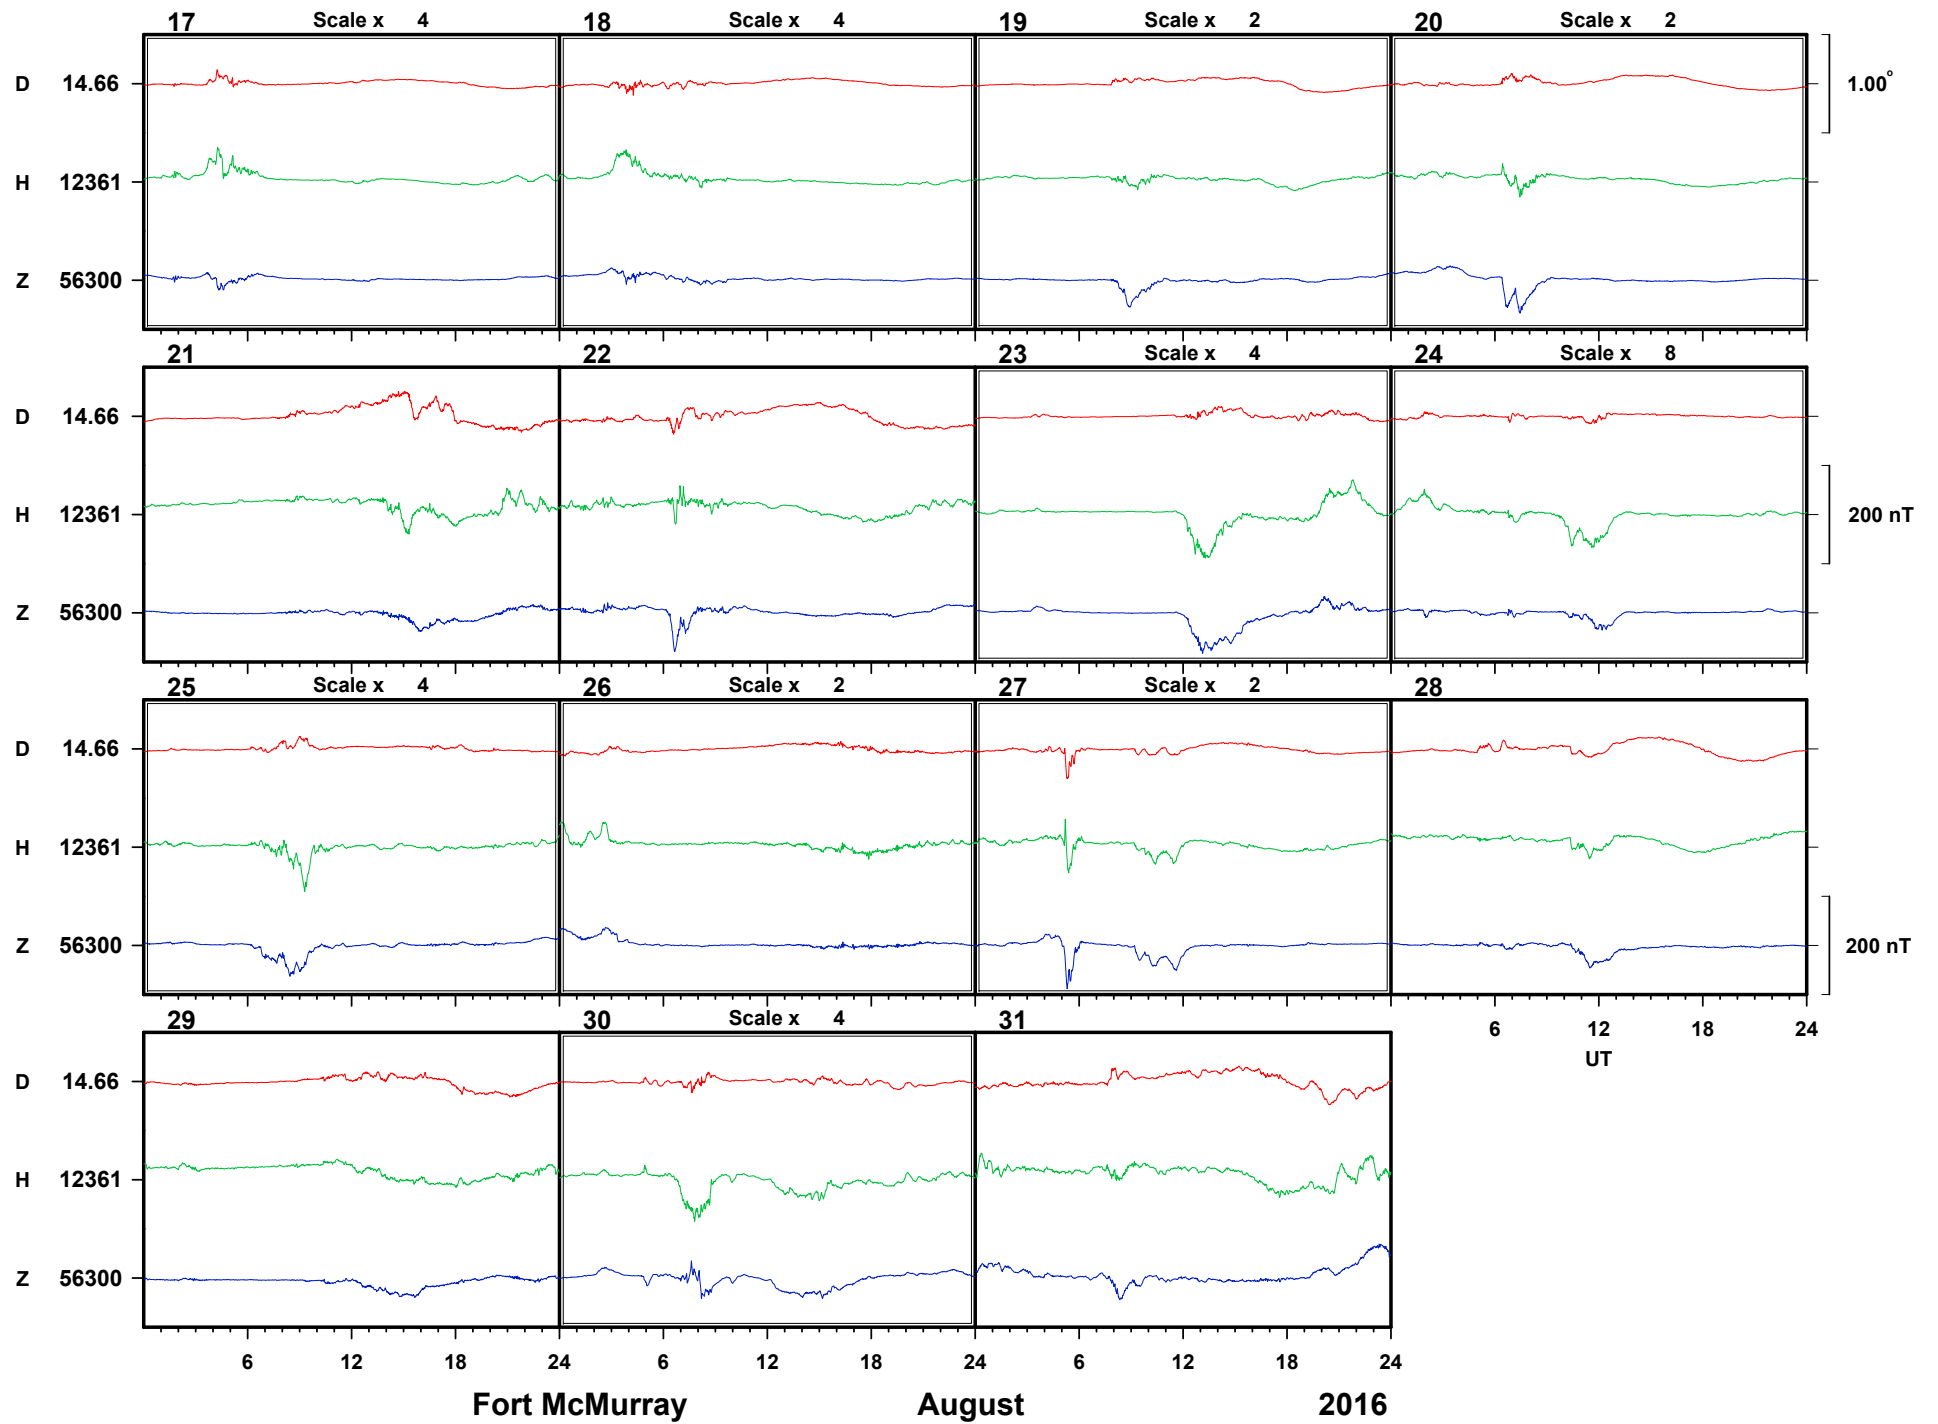 17 Scale x 4 18 Scale x 4 19 Scale x 2 20 Scale x 2
D 14.66 1.00°
H 12361
Z 56300
21 22 23 Scale x 4 24 Scale x 8
D 14.66
H 12361 200 nT
Z 56300
25 Scale x 4 26 Scale x 2 27 Scale x 2 28
D 14.66
H 12361
Z 56300 200 nT
29 30 Scale x 4 31 6 12 18 24
UT
D 14.66
H 12361
Z 56300
6 12 18 24 6 12 18 24 6 12 18 24
Fort McMurray August 2016